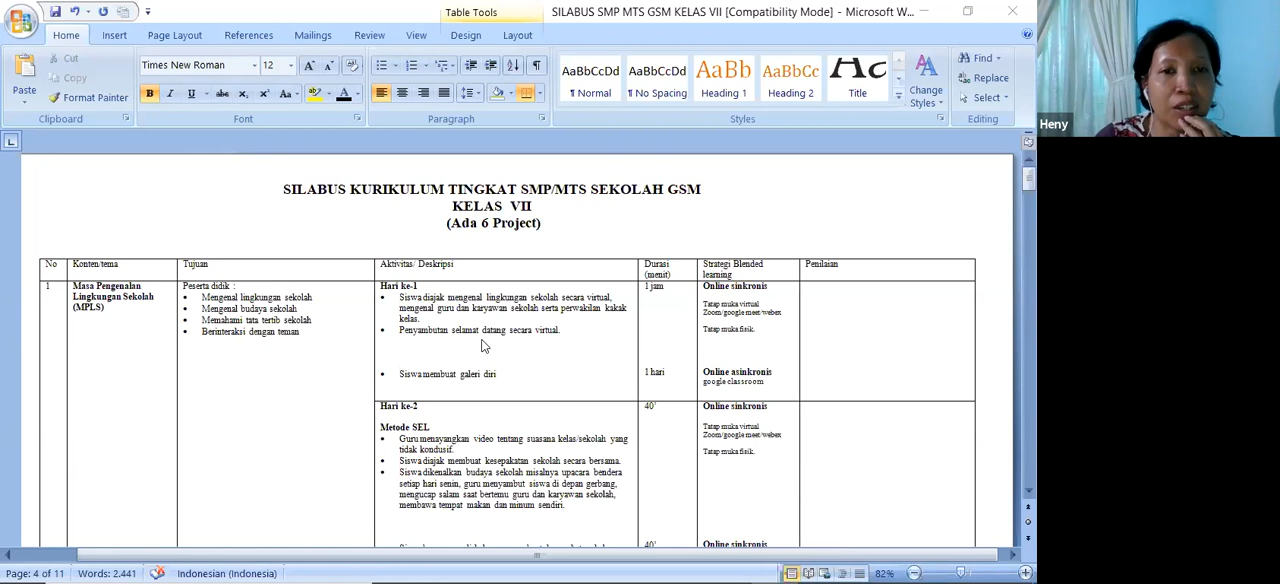 Table Tools
SILABUS SMP MTS GSM KELAS VII [Compatibility Mode] - Microsoft W...
Home Insert Page Layout References Mailings Review View Design Layout
Paste
Cut
Copy
Format Painter
Times New Roman 12
AaBbCcDd AaBbCcDd AaBb AaBbCc Ac
¶ Normal ¶ No Spacing Heading 1 Heading 2 Title
Change
Styles
Find
Replace
Select
Clipboard Font Paragraph Styles Editing
Heny
SILABUS KURIKULUM TINGKAT SMP/MTS SEKOLAH GSM
KELAS VII
(Ada 6 Project)
No Konten/tema Tujuan Aktivitas/ Deskripsi Durasi (menit) Strategi Blended learning Penilaian
1
Masa Pengenalan
Lingkungan Sekolah
(MPLS)
Peserta didik :
• Mengenal lingkungan sekolah
• Mengenal budaya sekolah
• Memahami tata tertib sekolah
• Berinteraksi dengan teman
Hari ke-1
• Siswa diajak mengenal lingkungan sekolah secara virtual,
mengenal guru dan karyawan sekolah serta perwakilan kakak
kelas.
• Penyambutan selamat datang secara virtual.
• Siswa membuat galeri diri
1 jam
1 hari
Online sinkronis
Tatap muka virtual
Zoom/google meet/webex
Tatap muka fisik.
Online asinkronis
google classroom
Hari ke-2
Metode SEL
• Guru menayangkan video tentang suasana kelas/sekolah yang
tidak kondusif.
• Siswa diajak membuat kesepakatan sekolah secara bersama.
• Siswa dikenalkan budaya sekolah misalnya upacara bendera
setiap hari senin, guru menyambut siswa di depan gerbang,
mengucap salam saat bertemu guru dan karyawan sekolah,
membawa tempat makan dan minum sendiri.
40'
Online sinkronis
Tatap muka virtual
Zoom/google meet/webex
Tatap muka fisik.
40'
Online sinkronis
Page: 4 of 11 Words: 2.441 Indonesian (Indonesia) 82%